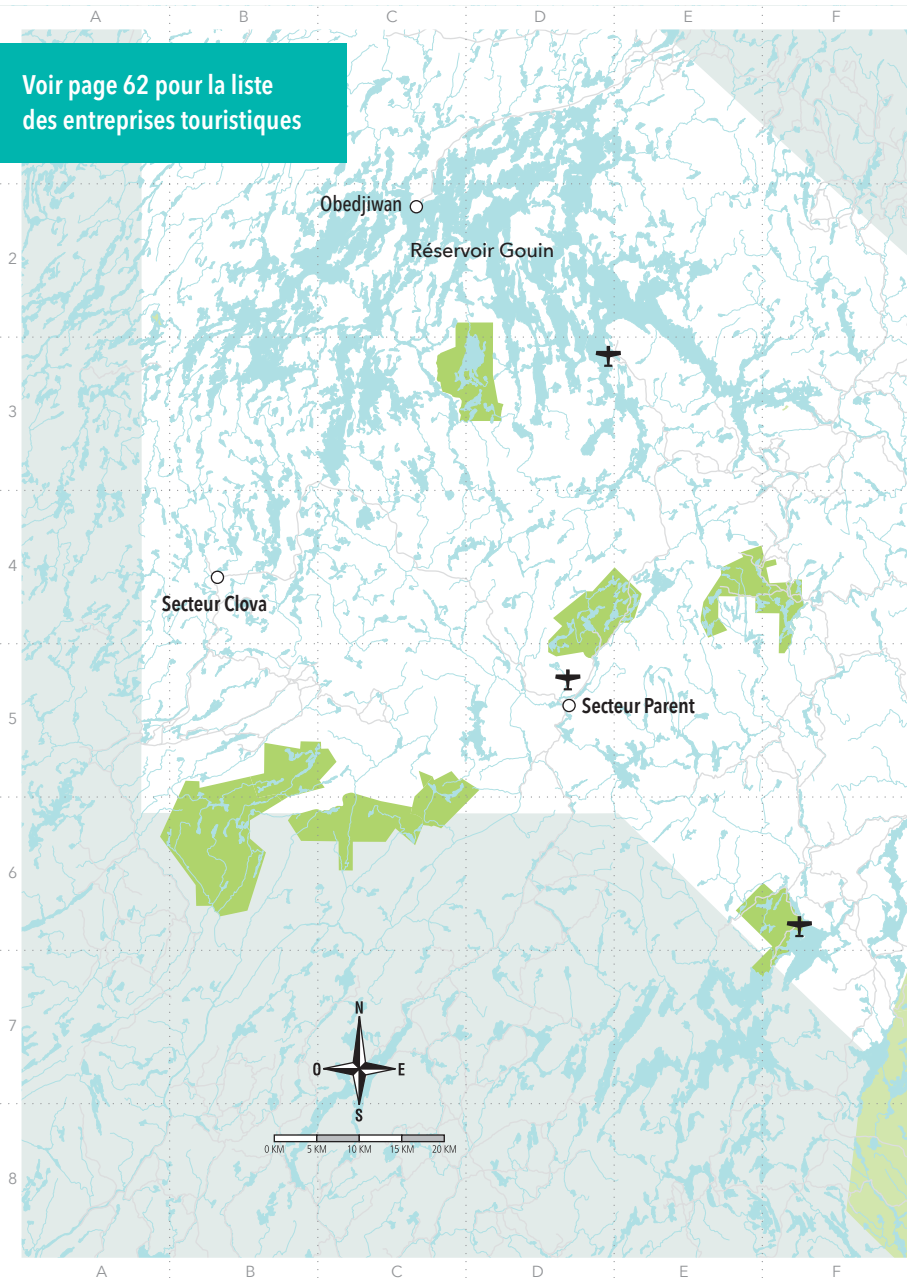 A B C D E F
Voir page 62 pour la liste
des entreprises touristiques
Obedjiwan
Réservoir Gouin
2
3
4
Secteur Clova
5
Secteur Parent
6
7
N
O E
S
0 KM 5 KM 10 KM 15 KM 20 KM
8
A B C D E F